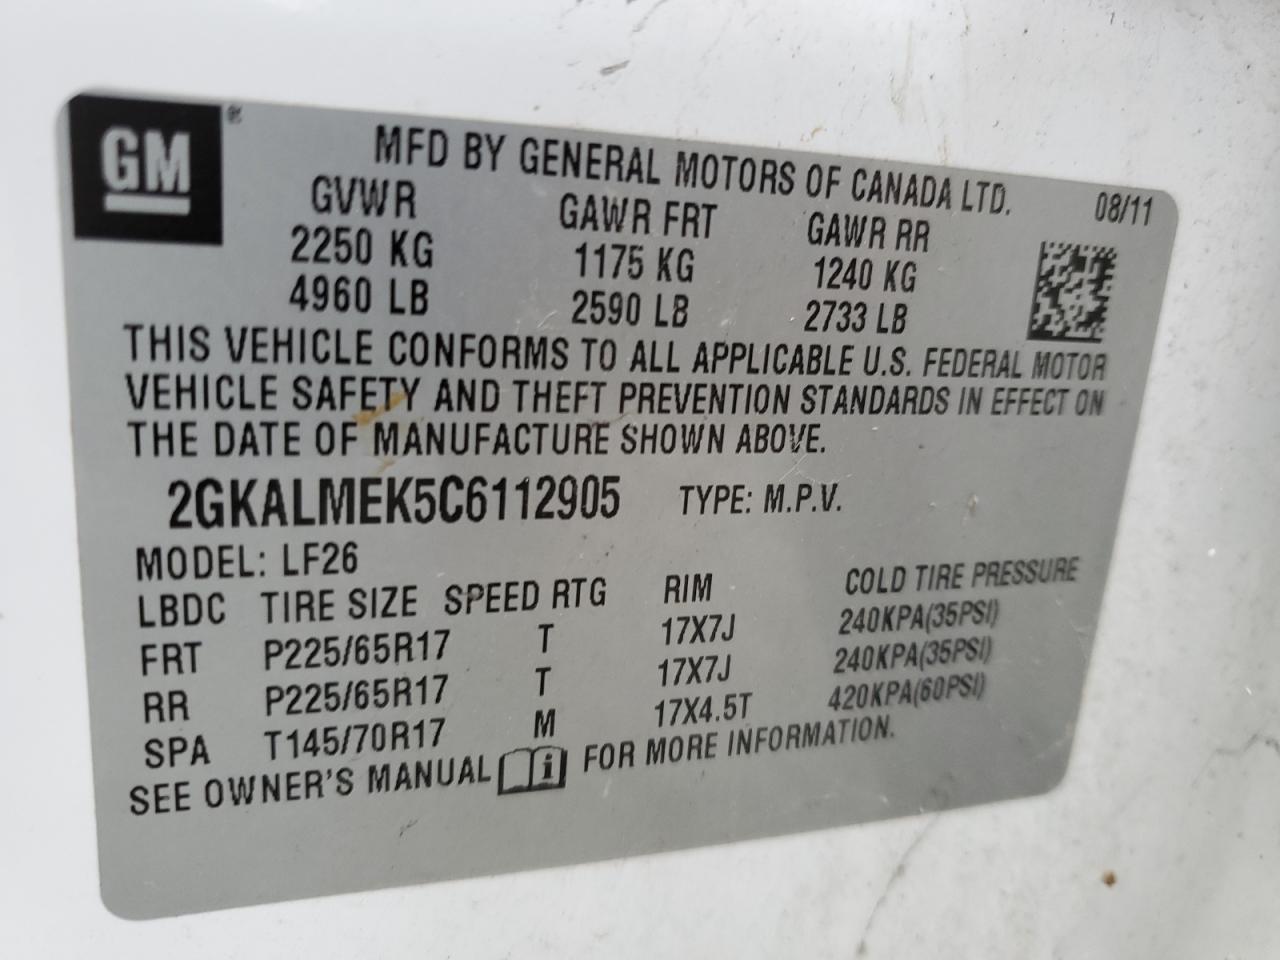 GM ®
MFD BY GENERAL MOTORS OF CANADA LTD. 08/11
GVWR GAWR FRT GAWR RR
2250 KG 1175 KG 1240 KG
4960 LB 2590 LB 2733 LB
THIS VEHICLE CONFORMS TO ALL APPLICABLE U.S. FEDERAL MOTOR
VEHICLE SAFETY AND THEFT PREVENTION STANDARDS IN EFFECT ON
THE DATE OF MANUFACTURE SHOWN ABOVE.
2GKALMEK5C6112905 TYPE: M.P.V.
MODEL: LF26
LBDC TIRE SIZE SPEED RTG RIM COLD TIRE PRESSURE
FRT P225/65R17 T 17X7J 240KPA(35PSI)
RR P225/65R17 T 17X7J 240KPA(35PSI)
SPA T145/70R17 M 17X4.5T 420KPA(60PSI)
SEE OWNER'S MANUAL i FOR MORE INFORMATION.